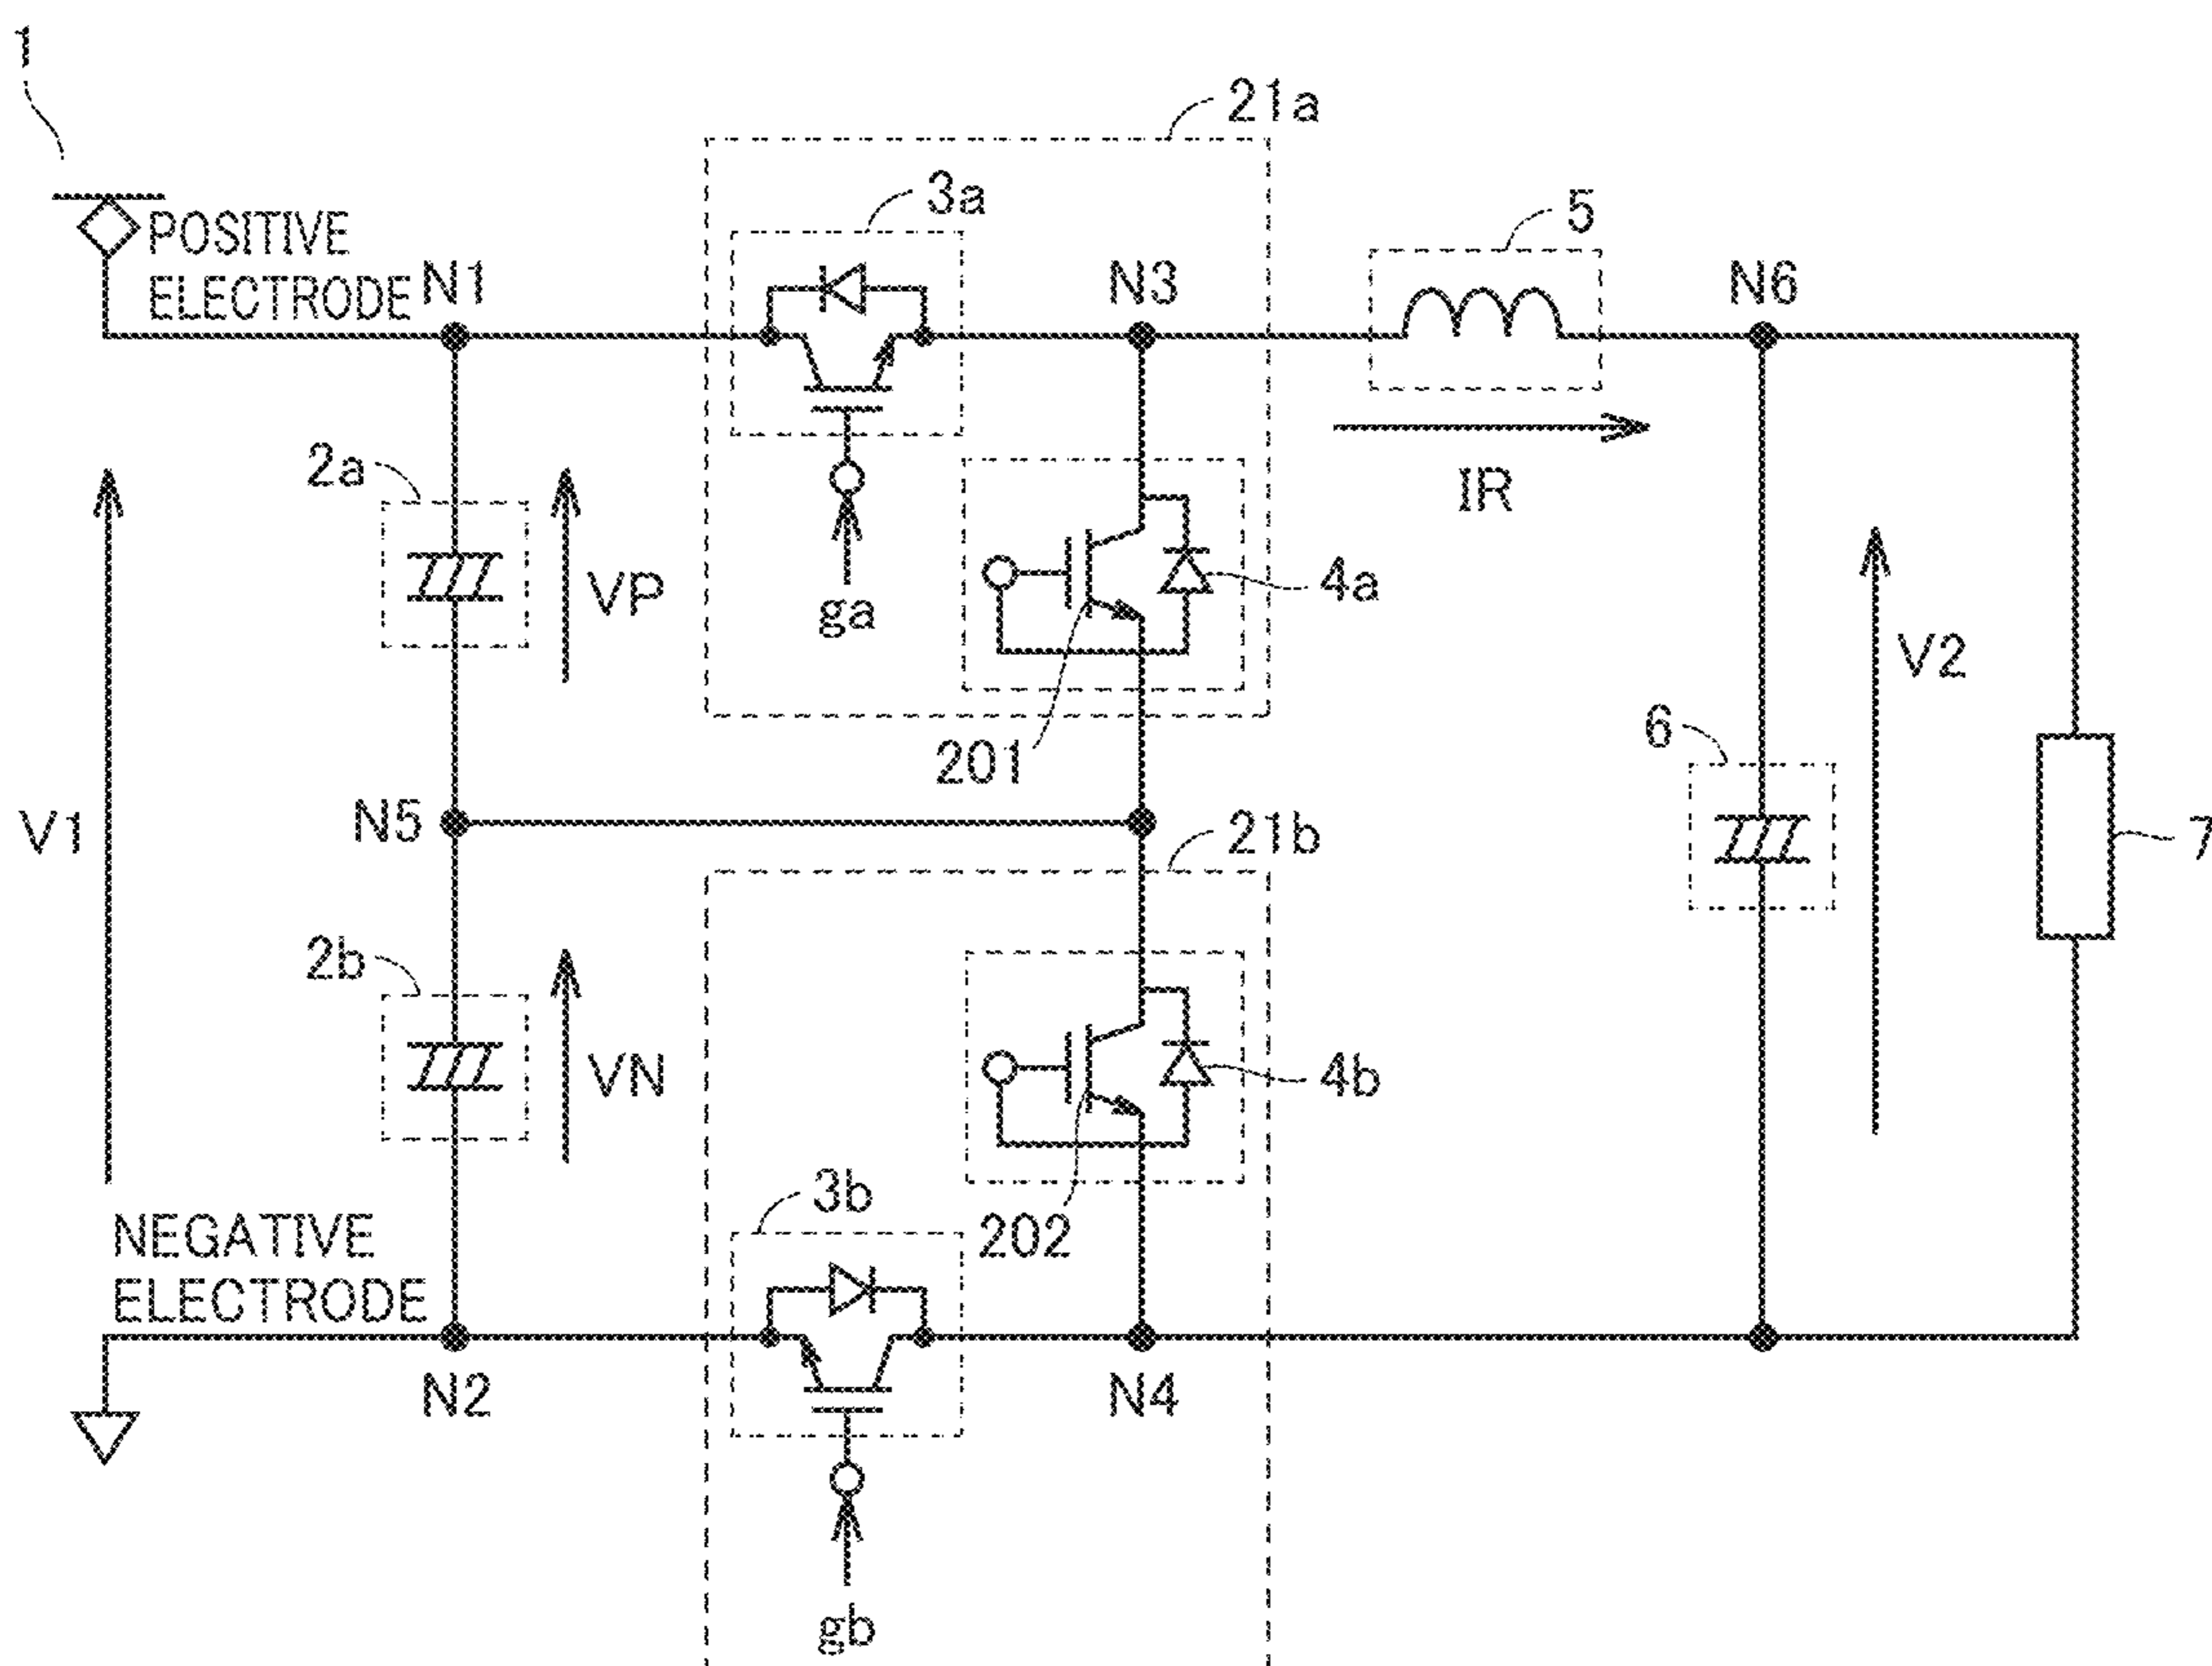 1
21a
3a
5
POSITIVE
ELECTRODE
N1
N3
N6
2a
VP
ga
4a
IR
V2
201
6
N5
V1
21b
7
2b
VN
4b
3b
202
NEGATIVE
ELECTRODE
N2
N4
gb